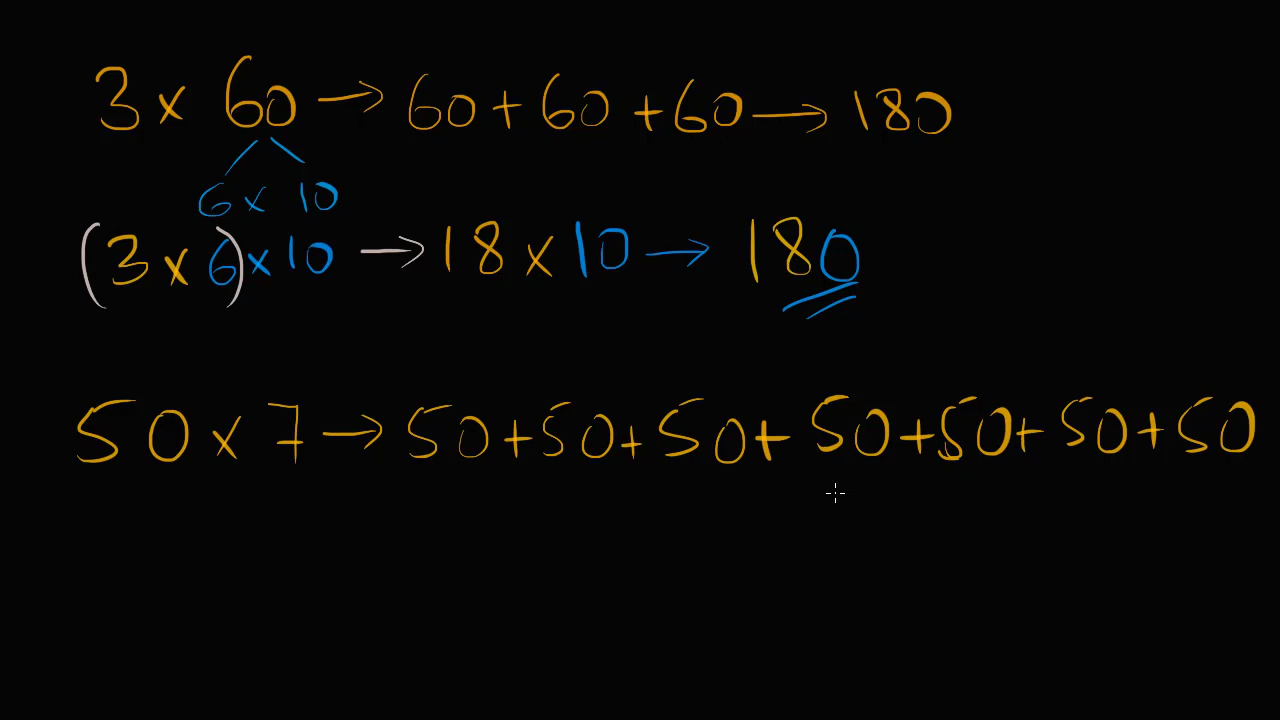 3 × 60 → 60 + 60 + 60 → 180
6 × 10
(3 × 6) × 10 → 18 × 10 → 180
50 × 7 → 50 + 50 + 50 + 50 + 50 + 50 + 50